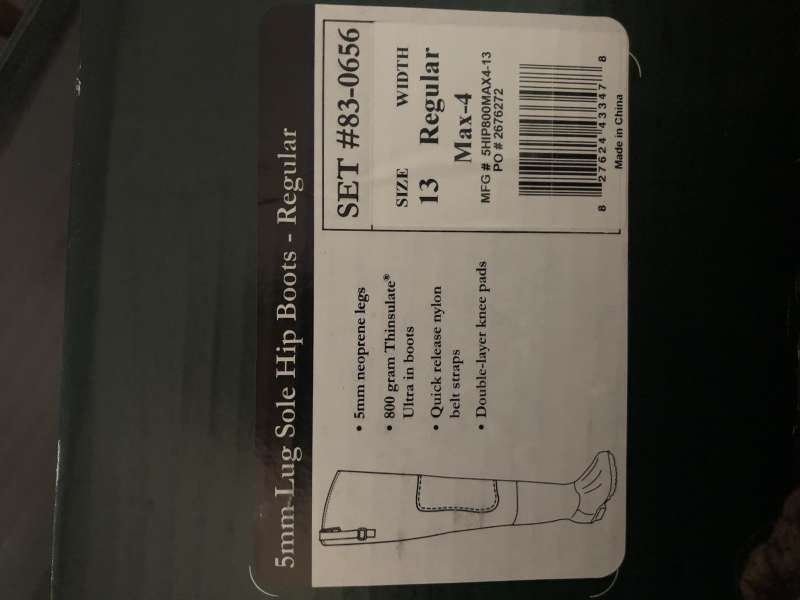 5mm Lug Sole Hip Boots - Regular
• 5mm neoprene legs
• 800 gram Thinsulate®
Ultra in boots
• Quick release nylon
belt straps
• Double-layer knee pads
SET #83-0656
SIZE WIDTH
13 Regular
Max-4
MFG # 5HIP800MAX4-13
PO # 2676272
8 27624 43347 8
Made in China